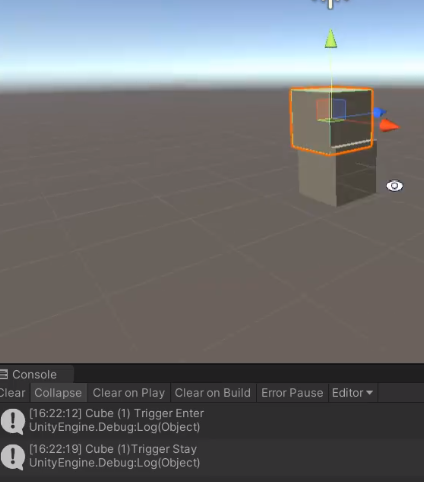 Console
Clear Collapse Clear on Play Clear on Build Error Pause Editor
[16:22:12] Cube (1) Trigger Enter
UnityEngine.Debug:Log(Object)
[16:22:19] Cube (1)Trigger Stay
UnityEngine.Debug:Log(Object)